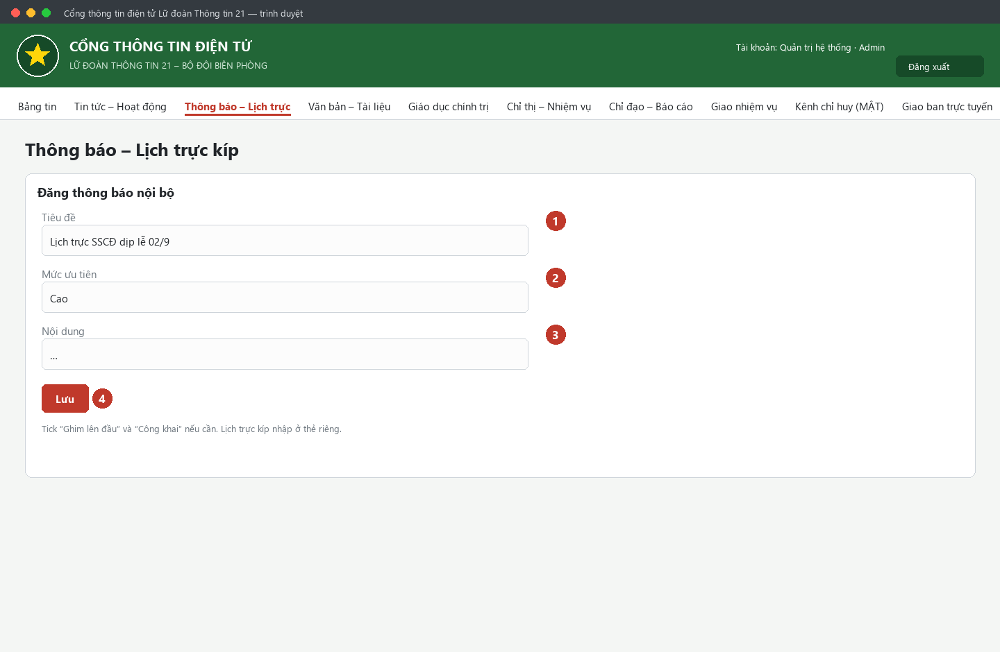 Cổng thông tin điện tử Lữ đoàn Thông tin 21 — trình duyệt
CỔNG THÔNG TIN ĐIỆN TỬ
LỮ ĐOÀN THÔNG TIN 21 – BỘ ĐỘI BIÊN PHÒNG
Tài khoản: Quản trị hệ thống · Admin
Đăng xuất
Bảng tin Tin tức – Hoạt động Thông báo – Lịch trực Văn bản – Tài liệu Giáo dục chính trị Chỉ thị – Nhiệm vụ Chỉ đạo – Báo cáo Giao nhiệm vụ Kênh chỉ huy (MẬT) Giao ban trực tuyến
Thông báo – Lịch trực kíp
Đăng thông báo nội bộ
Tiêu đề
1
Lịch trực SSCĐ dịp lễ 02/9
Mức ưu tiên
2
Cao
Nội dung
3
...
Lưu
4
Tick “Ghim lên đầu” và “Công khai” nếu cần. Lịch trực kíp nhập ở thẻ riêng.